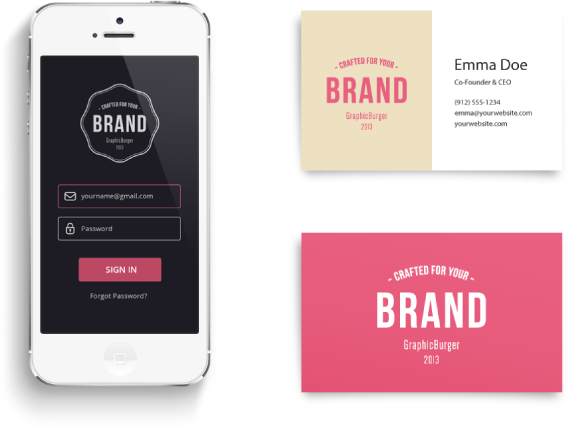 - CRAFTED FOR YOUR -
BRAND
GraphicBurger
2013
yourname@gmail.com
Password
SIGN IN
Forgot Password?
- CRAFTED FOR YOUR -
BRAND
GraphicBurger
2013
Emma Doe
Co-Founder & CEO
(912) 555-1234
emma@yourwebsite.com
yourwebsite.com
- CRAFTED FOR YOUR -
BRAND
GraphicBurger
2013